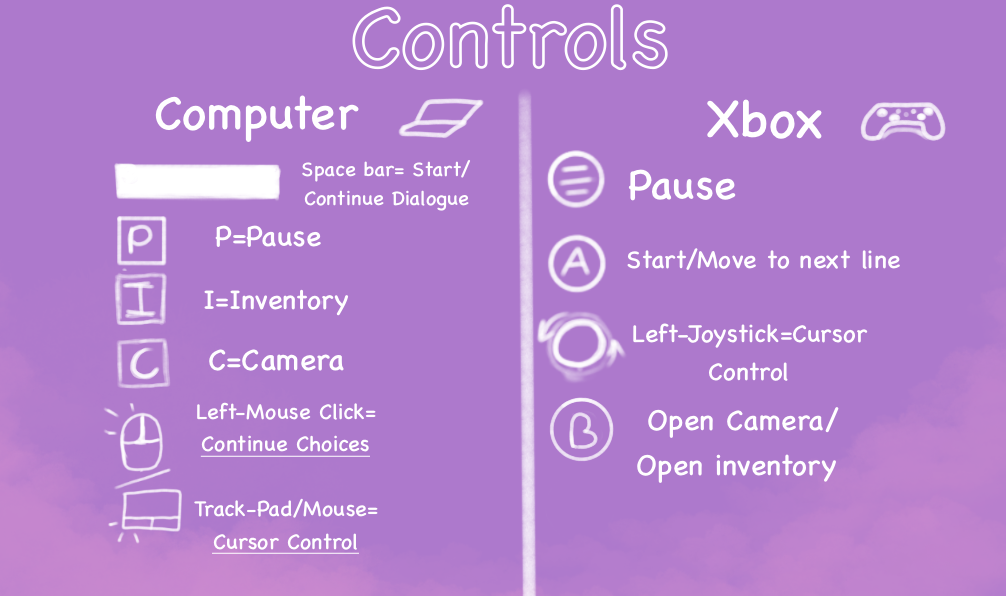 Controls
Computer
Space bar= Start/
Continue Dialogue
P
P=Pause
I
I=Inventory
C
C=Camera
Left-Mouse Click=
Continue Choices
Track-Pad/Mouse=
Cursor Control
Xbox
Pause
A
Start/Move to next line
Left-Joystick=Cursor
Control
B
Open Camera/
Open inventory